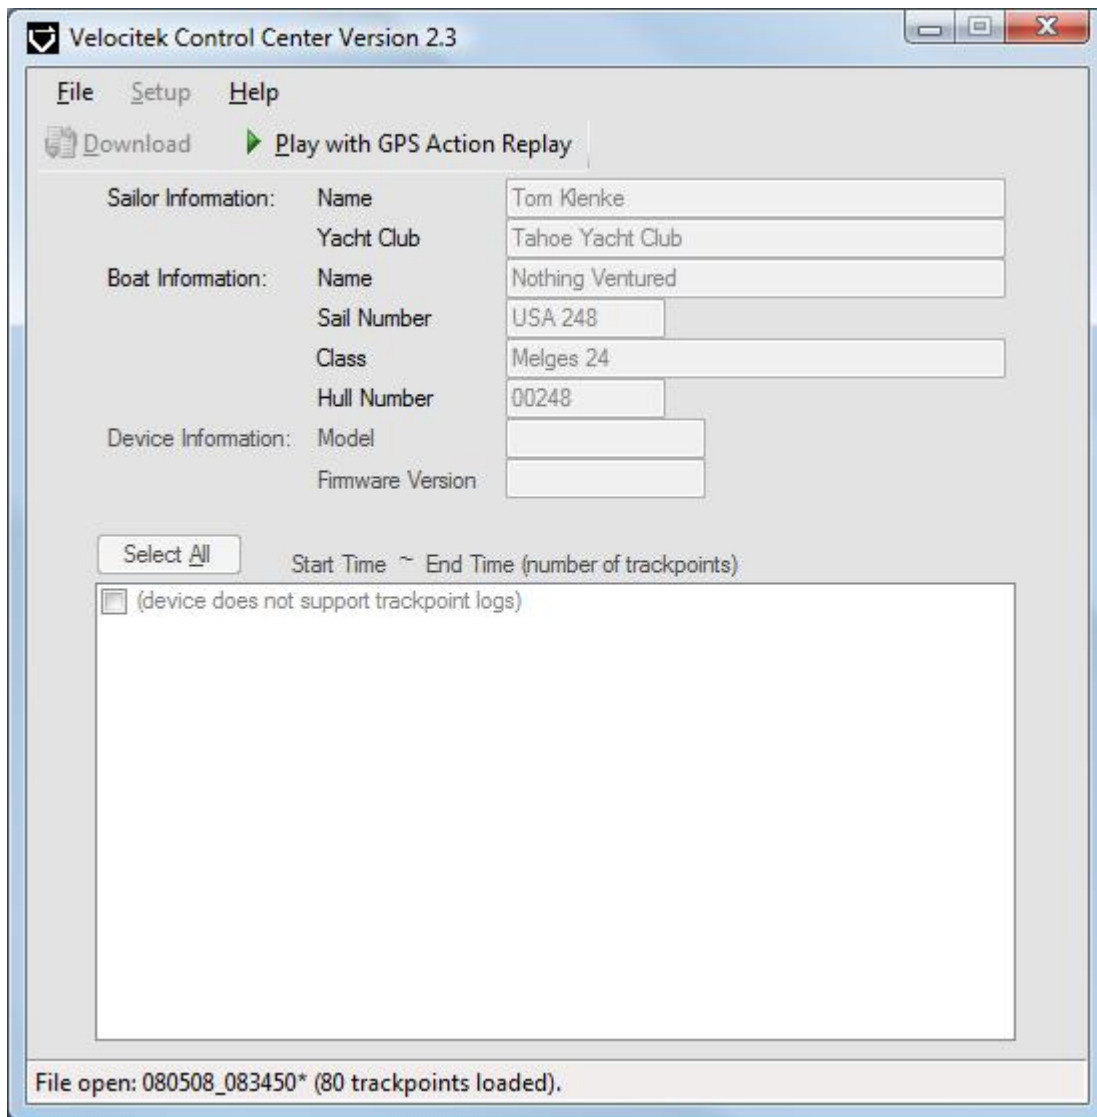 Velocitek Control Center Version 2.3
File Setup Help
Download Play with GPS Action Replay
Sailor Information: Name Tom Klenke
Yacht Club Tahoe Yacht Club
Boat Information: Name Nothing Ventured
Sail Number USA 248
Class Melges 24
Hull Number 00248
Device Information: Model
Firmware Version
Select All Start Time ~ End Time (number of trackpoints)
(device does not support trackpoint logs)
File open: 080508_083450* (80 trackpoints loaded).